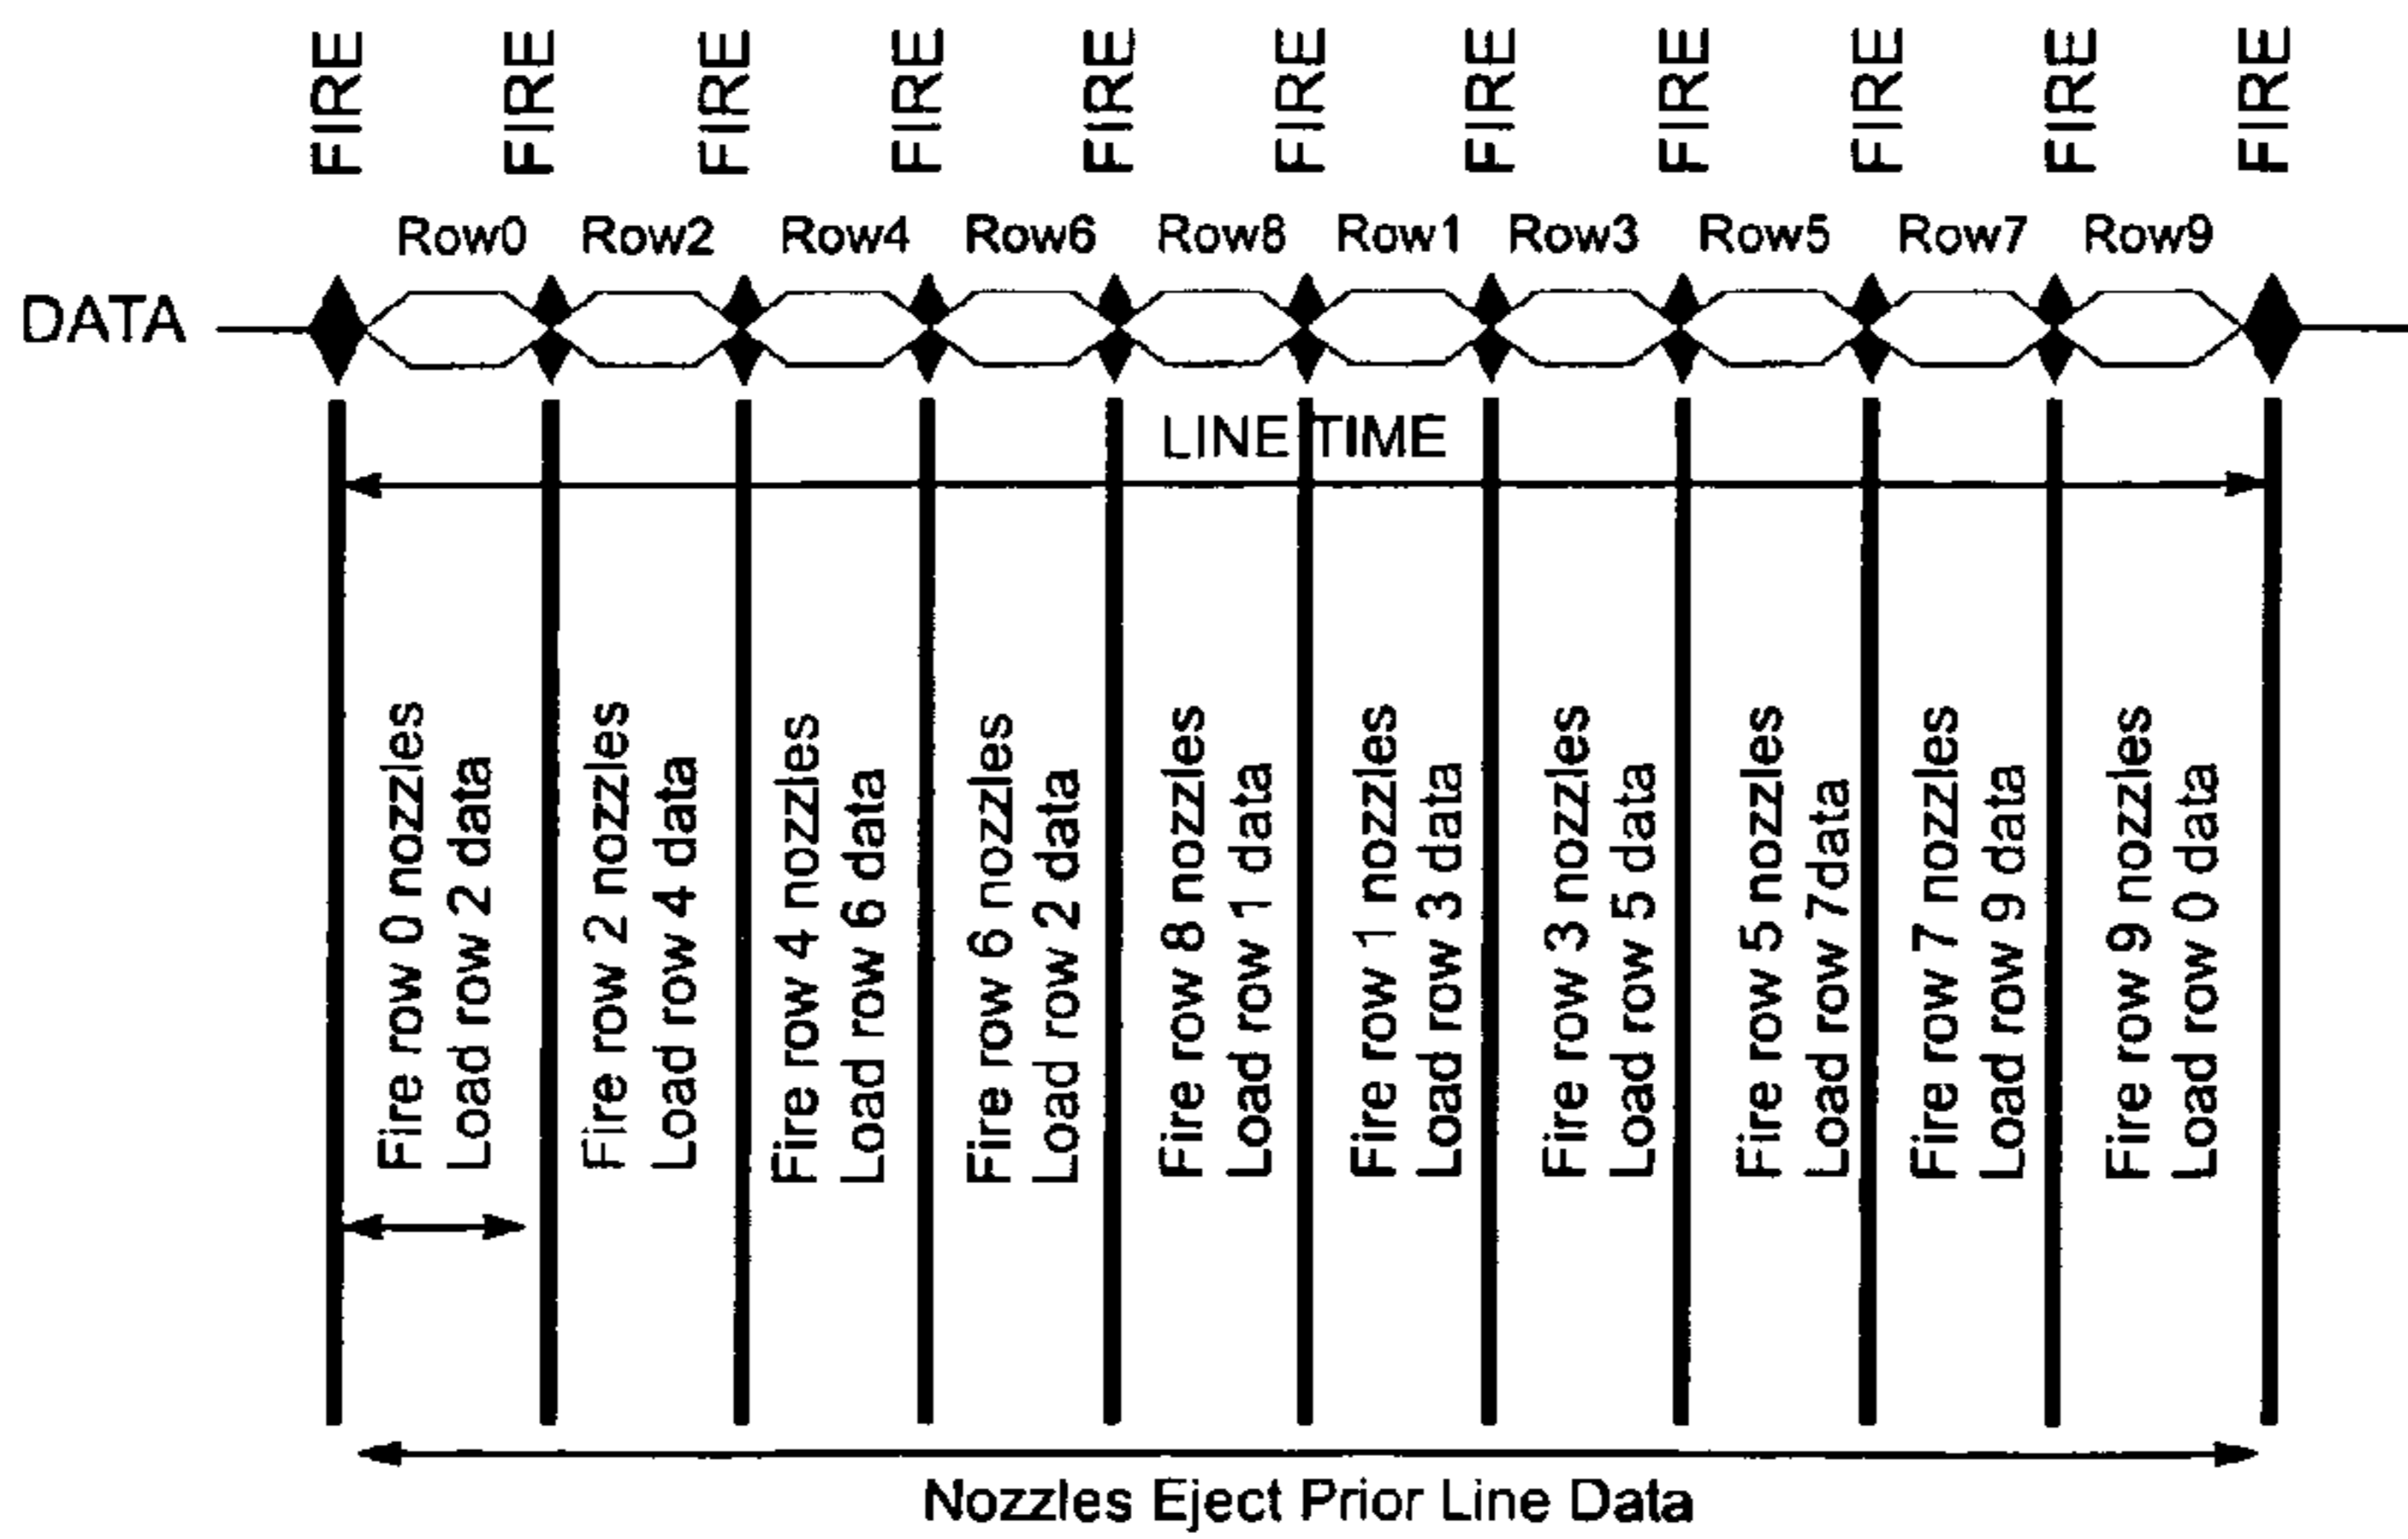 FIRE FIRE FIRE FIRE FIRE FIRE FIRE FIRE FIRE FIRE FIRE
Row0 Row2 Row4 Row6 Row8 Row1 Row3 Row5 Row7 Row9
DATA
LINE TIME
Fire row 0 nozzles
Load row 2 data
Fire row 2 nozzles
Load row 4 data
Fire row 4 nozzles
Load row 6 data
Fire row 6 nozzles
Load row 2 data
Fire row 8 nozzles
Load row 1 data
Fire row 1 nozzles
Load row 3 data
Fire row 3 nozzles
Load row 5 data
Fire row 5 nozzles
Load row 7data
Fire row 7 nozzles
Load row 9 data
Fire row 9 nozzles
Load row 0 data
Nozzles Eject Prior Line Data